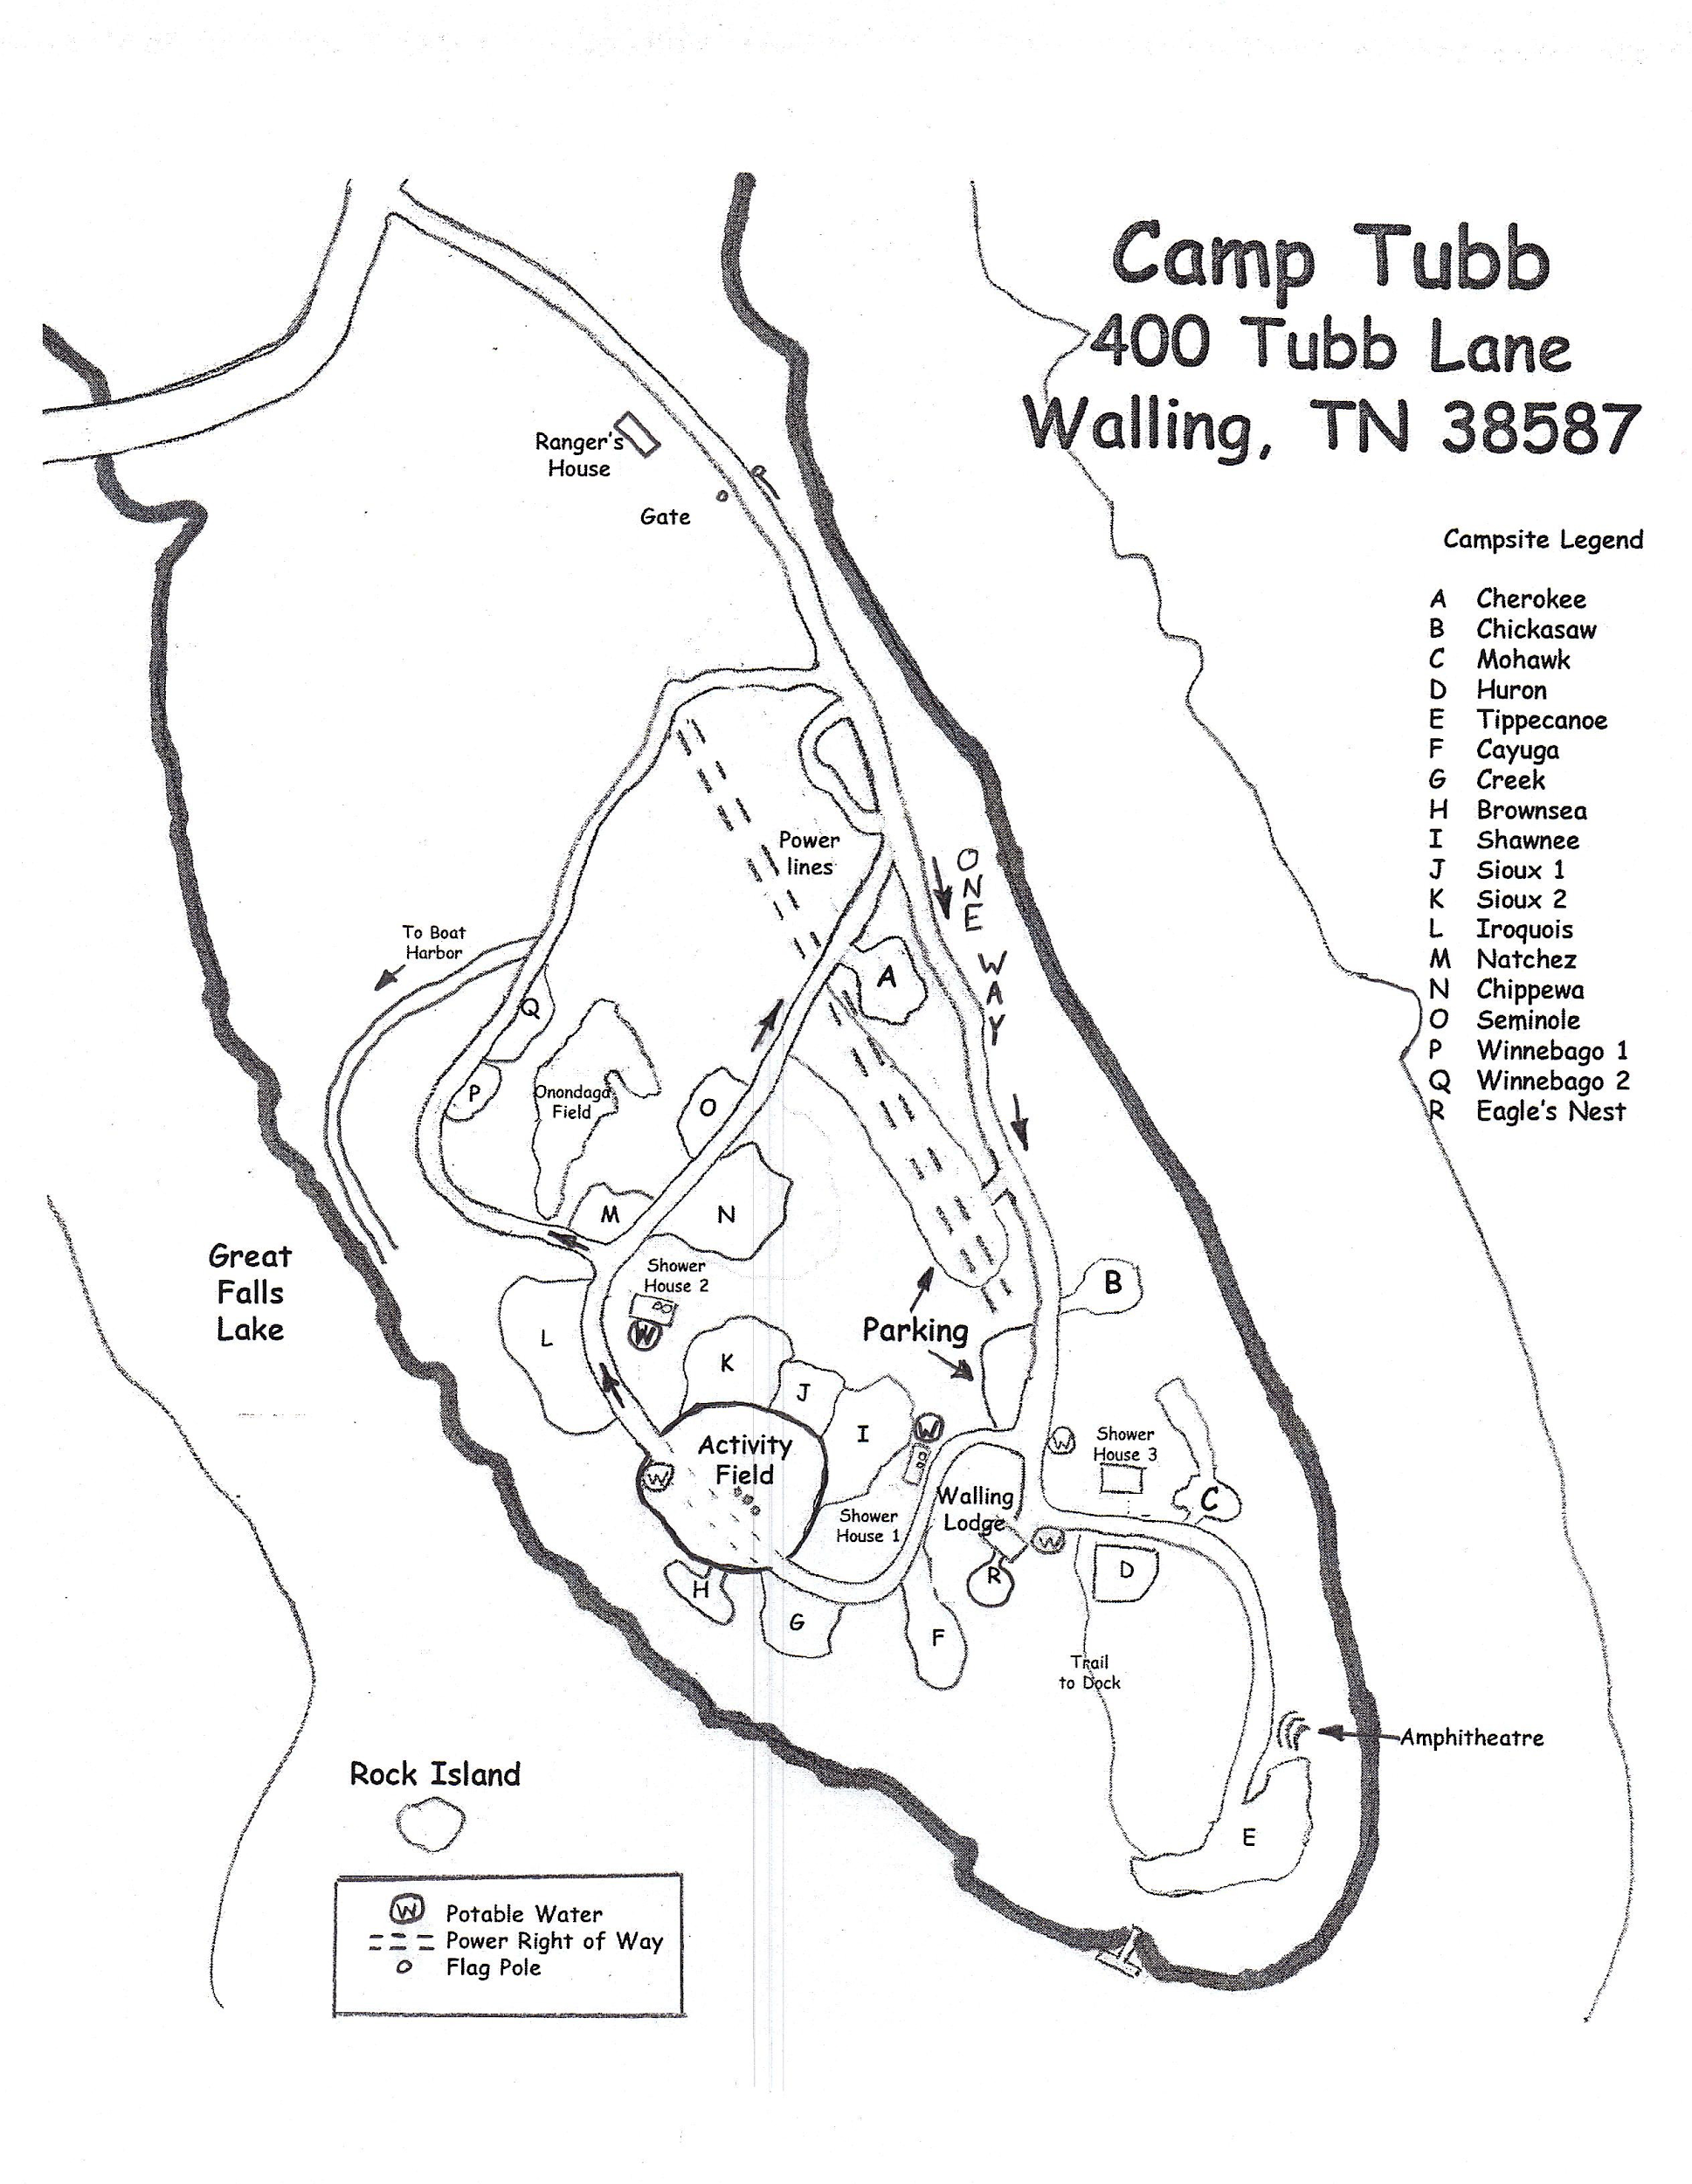 Camp Tubb
400 Tubb Lane
Walling, TN 38587
Ranger's
House
Gate
Campsite Legend
A Cherokee
B Chickasaw
C Mohawk
D Huron
E Tippecanoe
F Cayuga
G Creek
H Brownsea
I Shawnee
J Sioux 1
K Sioux 2
L Iroquois
M Natchez
N Chippewa
O Seminole
P Winnebago 1
Q Winnebago 2
R Eagle's Nest
Power
lines
ONE WAY
To Boat
Harbor
A
Q
P
Onondaga
Field
O
M
N
Great
Falls
Lake
Shower
House 2
W
B
Parking
L
K
J
I
W
Activity
Field
W
W
Shower
House 3
C
Walling
Lodge
Shower
House 1
W
R
D
H
G
F
Trail
to Dock
Amphitheatre
E
Rock Island
W Potable Water
Power Right of Way
Flag Pole